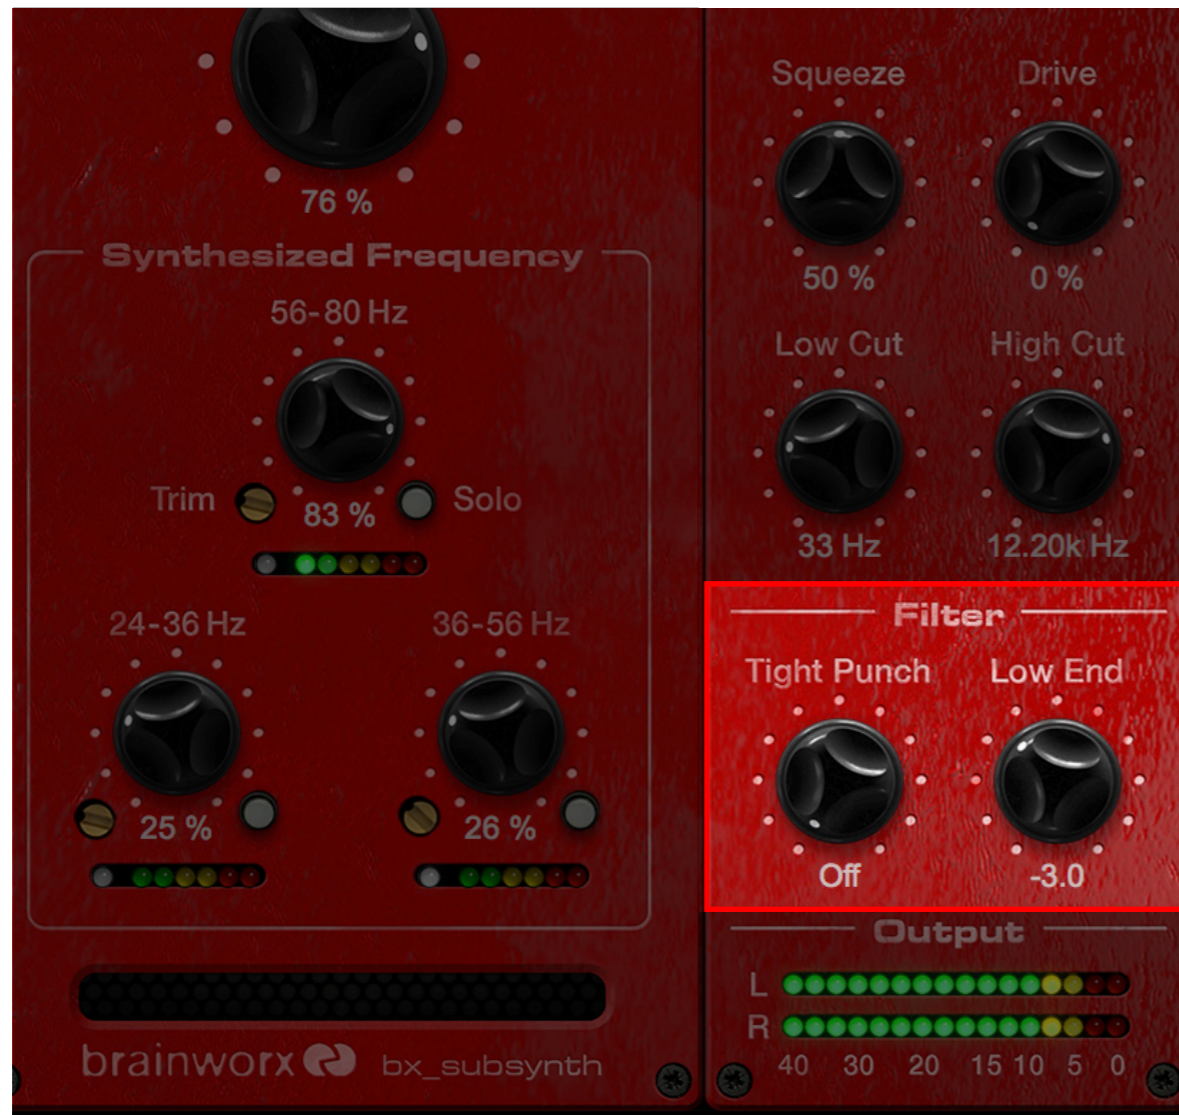 76 %
Synthesized Frequency
56-80 Hz
Trim
83 %
Solo
24-36 Hz
36-56 Hz
25 %
26 %
brainworx bx_subsynth
Squeeze Drive
50 % 0 %
Low Cut High Cut
33 Hz 12.20k Hz
Filter
Tight Punch Low End
Off -3.0
Output
L
R
40 30 20 15 10 5 0